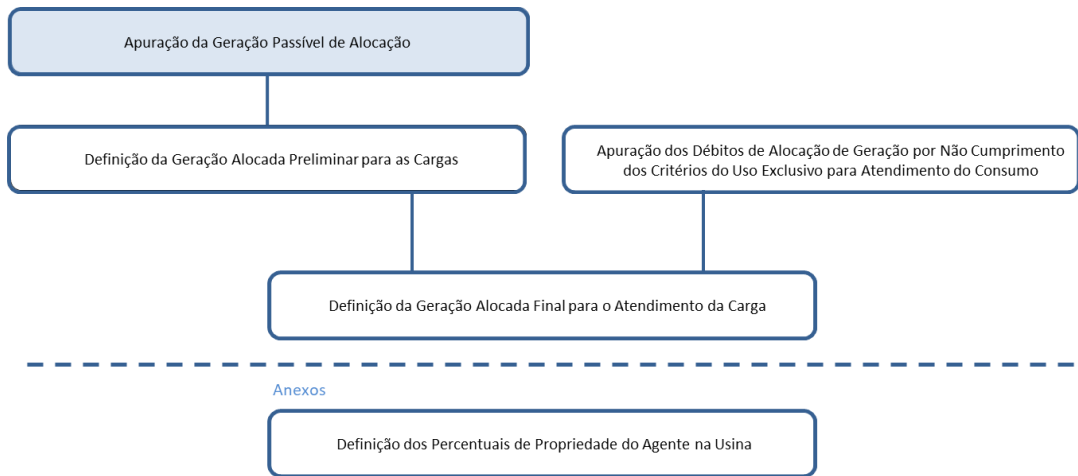 Apuração da Geração Passível de Alocação
Definição da Geração Alocada Preliminar para as Cargas
Apuração dos Débitos de Alocação de Geração por Não Cumprimento
dos Critérios do Uso Exclusivo para Atendimento do Consumo
Definição da Geração Alocada Final para o Atendimento da Carga
Anexos
Definição dos Percentuais de Propriedade do Agente na Usina